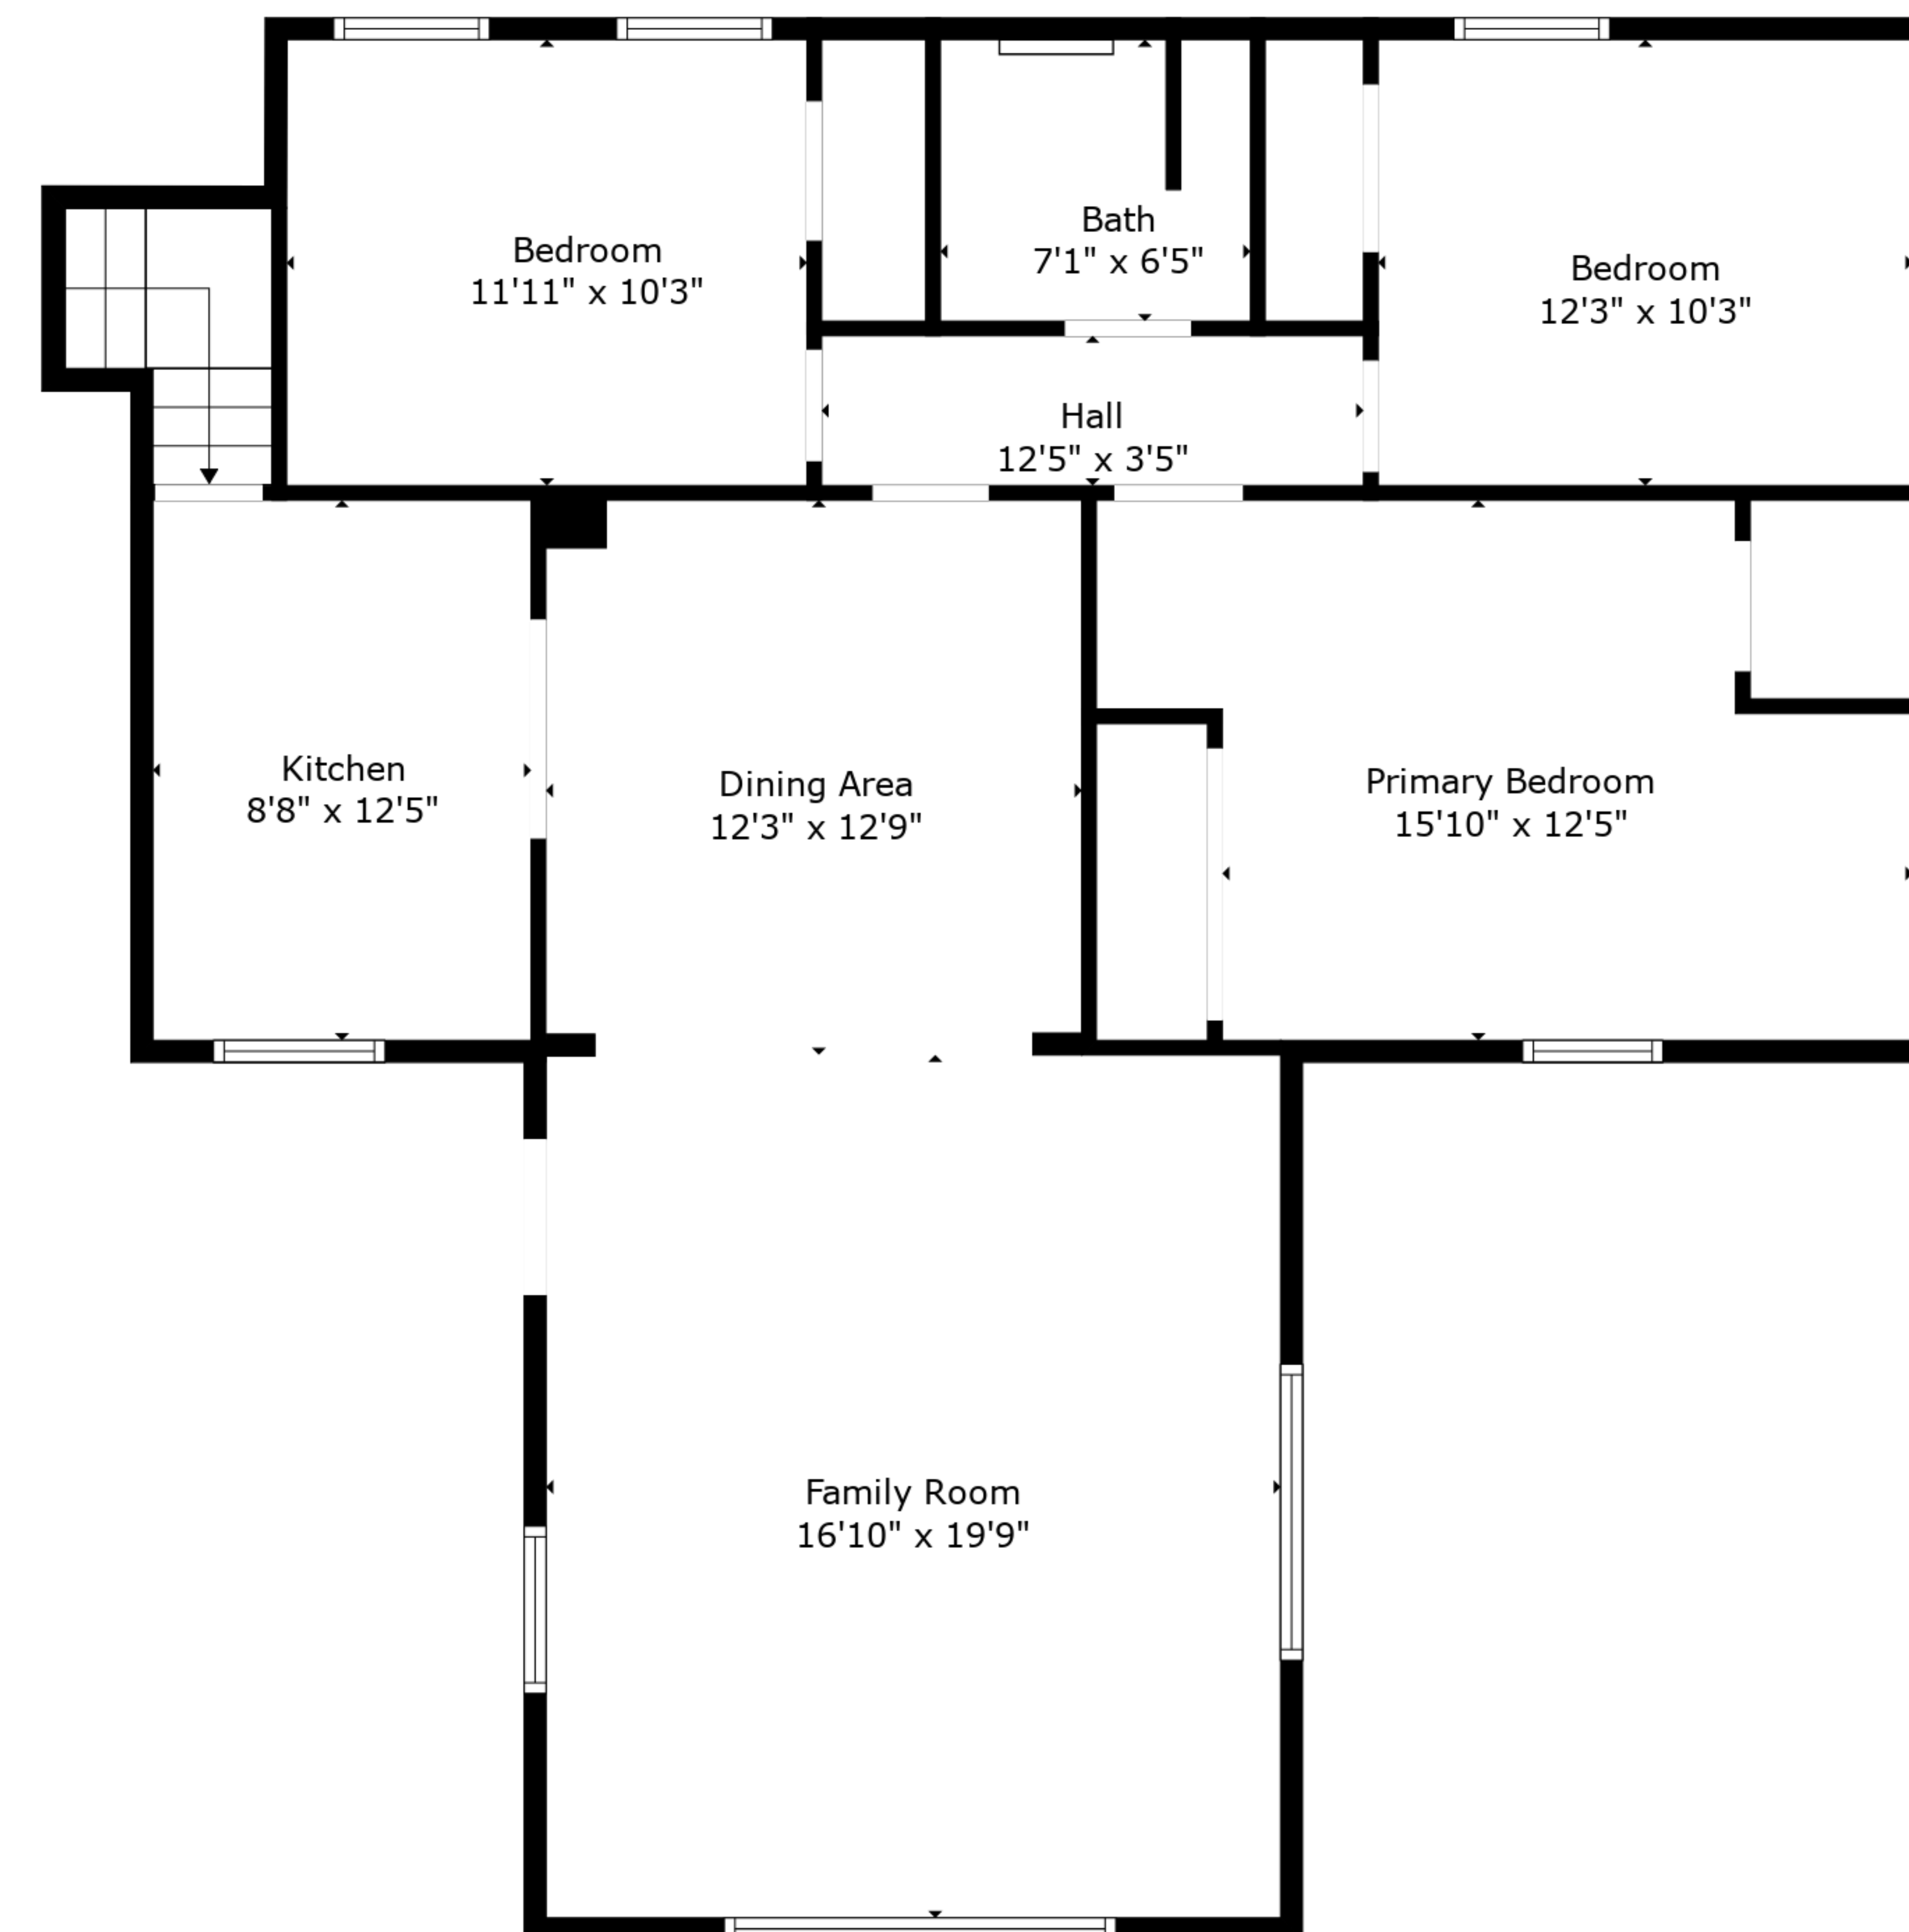 Bedroom
11'11" x 10'3"
Bath
7'1" x 6'5"
Bedroom
12'3" x 10'3"
Hall
12'5" x 3'5"
Kitchen
8'8" x 12'5"
Dining Area
12'3" x 12'9"
Primary Bedroom
15'10" x 12'5"
Family Room
16'10" x 19'9"